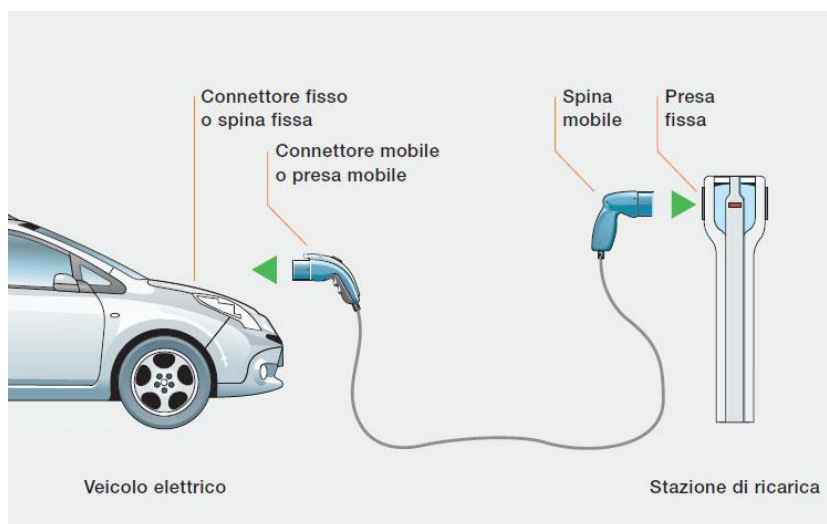 Connettore fisso
o spina fissa
Connettore mobile
o presa mobile
Spina
mobile
Presa
fissa
Veicolo elettrico
Stazione di ricarica